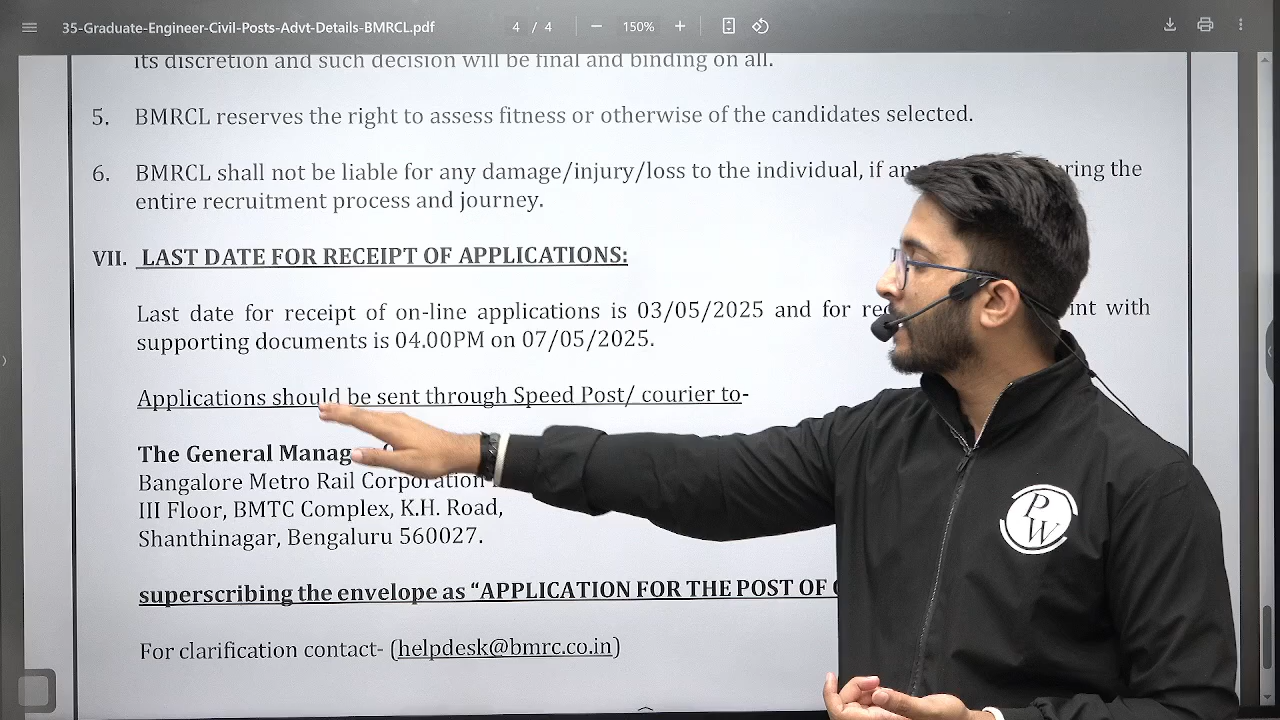 35-Graduate-Engineer-Civil-Posts-Advt-Details-BMRCL.pdf 4 / 4 150%
its discretion and such decision will be final and binding on all.
5. BMRCL reserves the right to assess fitness or otherwise of the candidates selected.
6. BMRCL shall not be liable for any damage/injury/loss to the individual, if any ring the
entire recruitment process and journey.
VII. LAST DATE FOR RECEIPT OF APPLICATIONS:
Last date for receipt of on-line applications is 03/05/2025 and for int with
supporting documents is 04.00PM on 07/05/2025.
Applications should be sent through Speed Post/ courier to-
The General Manag
Bangalore Metro Rail Corporation
III Floor, BMTC Complex, K.H. Road,
Shanthinagar, Bengaluru 560027.
superscribing the envelope as “APPLICATION FOR THE POST OF
For clarification contact- (helpdesk@bmrc.co.in)
PW